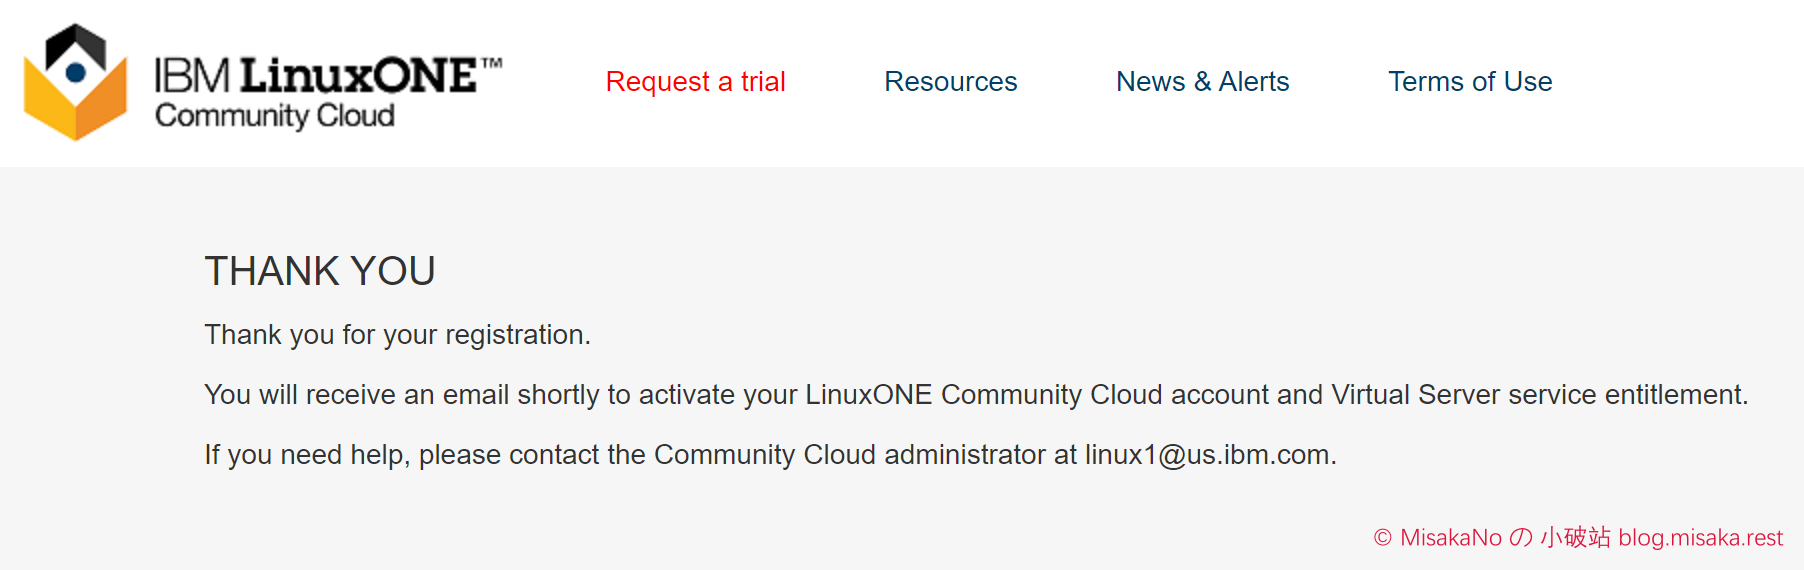 IBM LinuxONE™
Community Cloud
Request a trial
Resources
News & Alerts
Terms of Use
THANK YOU
Thank you for your registration.
You will receive an email shortly to activate your LinuxONE Community Cloud account and Virtual Server service entitlement.
If you need help, please contact the Community Cloud administrator at linux1@us.ibm.com.
© MisakaNo の 小破站 blog.misaka.rest